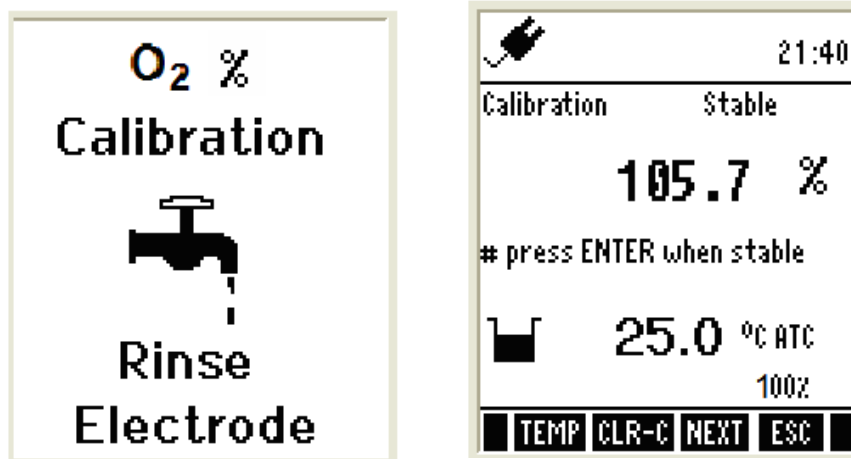 O₂ %
Calibration
Rinse
Electrode
21:40
Calibration Stable
105.7 %
# press ENTER when stable
25.0 ºC ATC
100%
TEMP CLR-C NEXT ESC